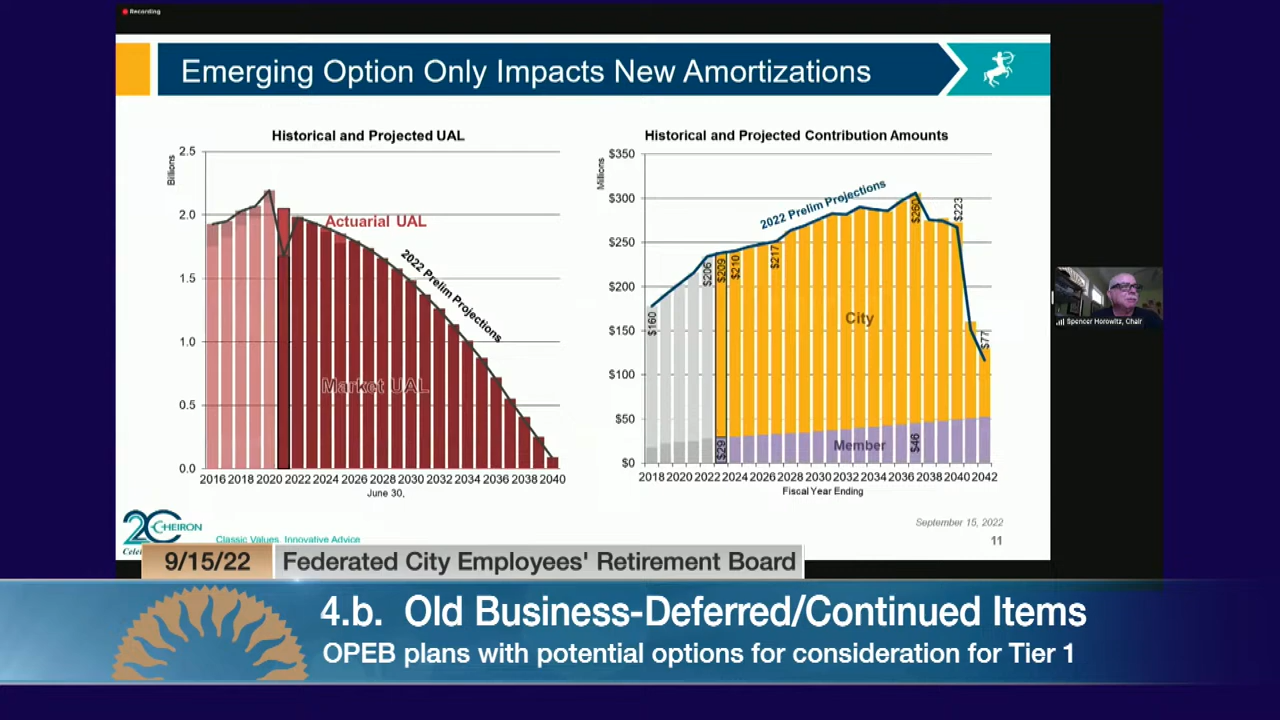 Recording
Emerging Option Only Impacts New Amortizations
Historical and Projected UAL
Billions
2.5
2.0
1.5
1.0
0.5
0.0
Actuarial UAL
2022 Prelim Projections
Market UAL
2016 2018 2020 2022 2024 2026 2028 2030 2032 2034 2036 2038 2040
June 30,
Historical and Projected Contribution Amounts
Millions
$350
$300
$250
$200
$150
$100
$50
$0
2022 Prelim Projections
$160
$206
$209
$210
$217
$260
$223
$77
City
Member
$29
$46
2018 2020 2022 2024 2026 2028 2030 2032 2034 2036 2038 2040 2042
Fiscal Year Ending
Spencer Horowitz, Chair
CHEIRON
Classic Values, Innovative Advice
September 15, 2022
11
9/15/22
Federated City Employees' Retirement Board
4.b. Old Business-Deferred/Continued Items
OPEB plans with potential options for consideration for Tier 1